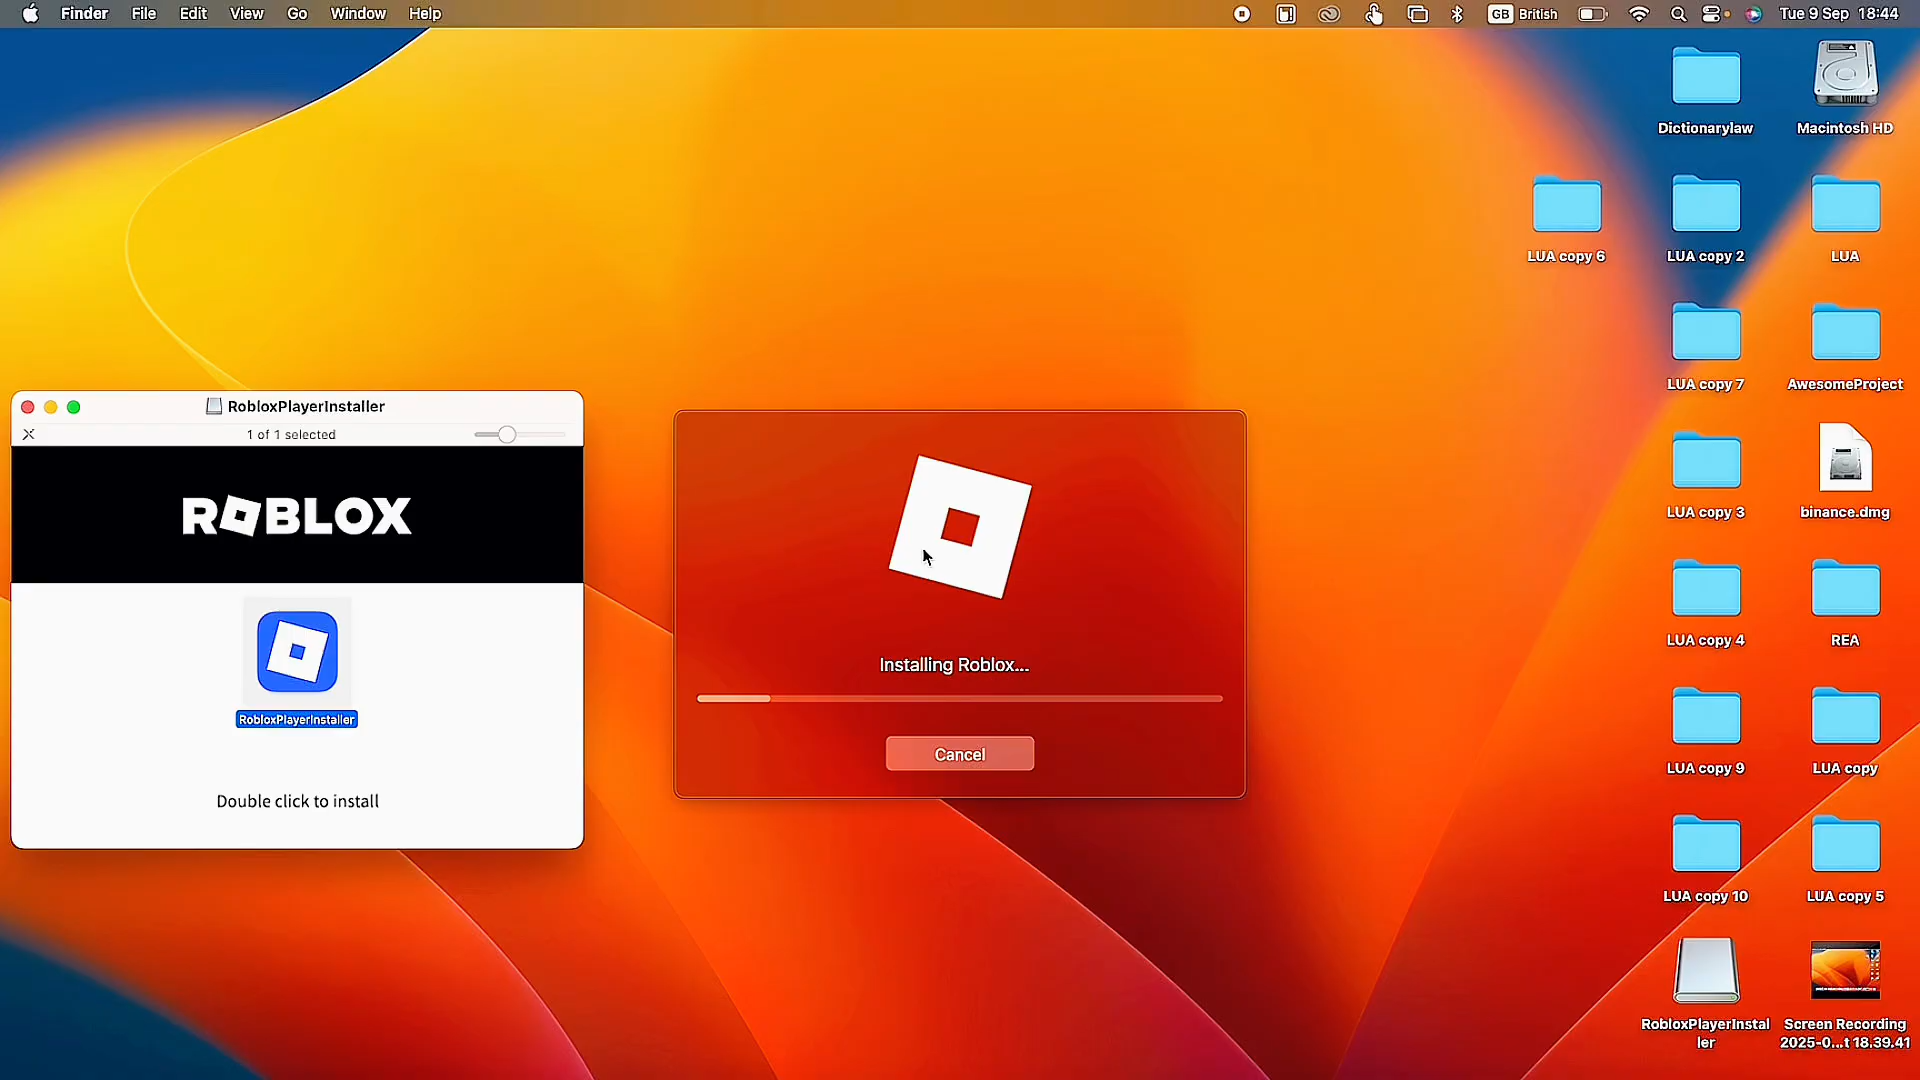 Finder File Edit View Go Window Help
GB British Tue 9 Sep 18:44
Dictionarylaw
Macintosh HD
LUA copy 6
LUA copy 2
LUA
LUA copy 7
AwesomeProject
LUA copy 3
binance.dmg
LUA copy 4
REA
LUA copy 9
LUA copy
LUA copy 10
LUA copy 5
RobloxPlayerInstal
ler
Screen Recording
2025-0...t 18.39.41
RobloxPlayerInstaller
1 of 1 selected
ROBLOX
RobloxPlayerInstaller
Double click to install
Installing Roblox...
Cancel